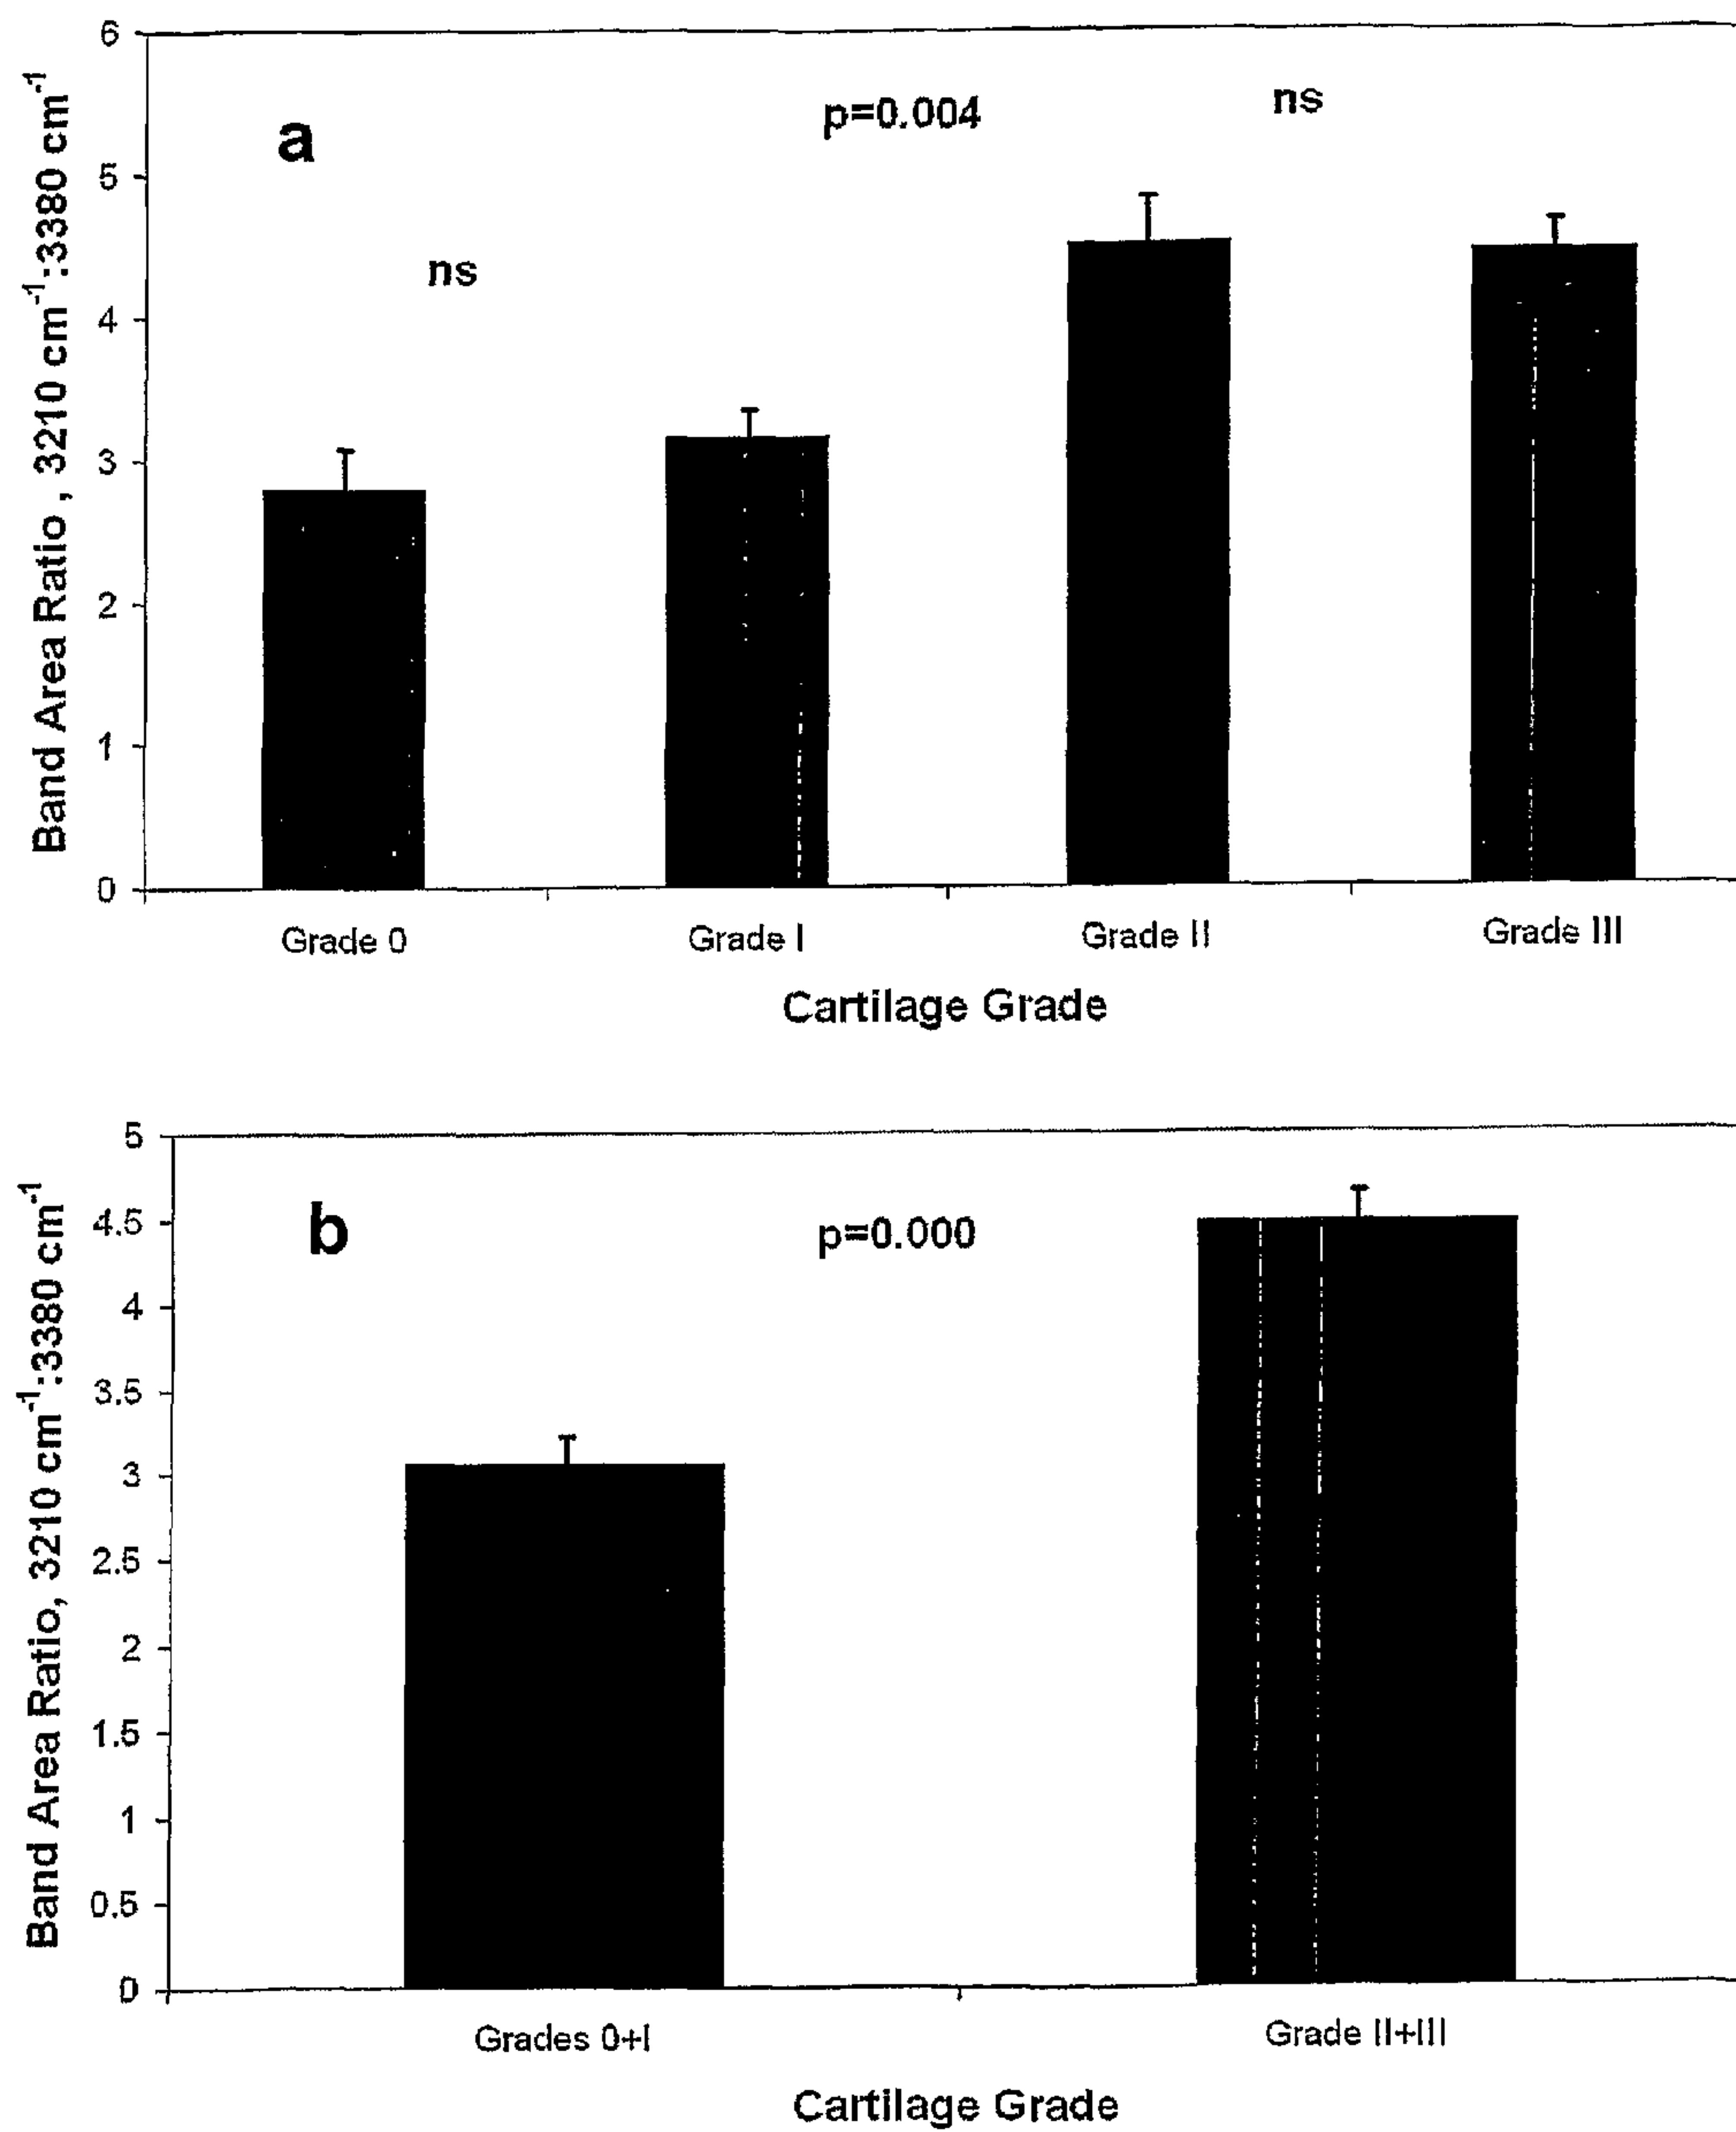 a
p=0.004
ns
ns
6
5
4
3
2
1
0
Band Area Ratio , 3210 cm-1:3380 cm-1
Grade 0 Grade I Grade II Grade III
Cartilage Grade
b
p=0.000
5
4.5
4
3.5
3
2.5
2
1.5
1
0.5
0
Band Area Ratio, 3210 cm-1:3380 cm-1
Grades 0+I Grade II+III
Cartilage Grade